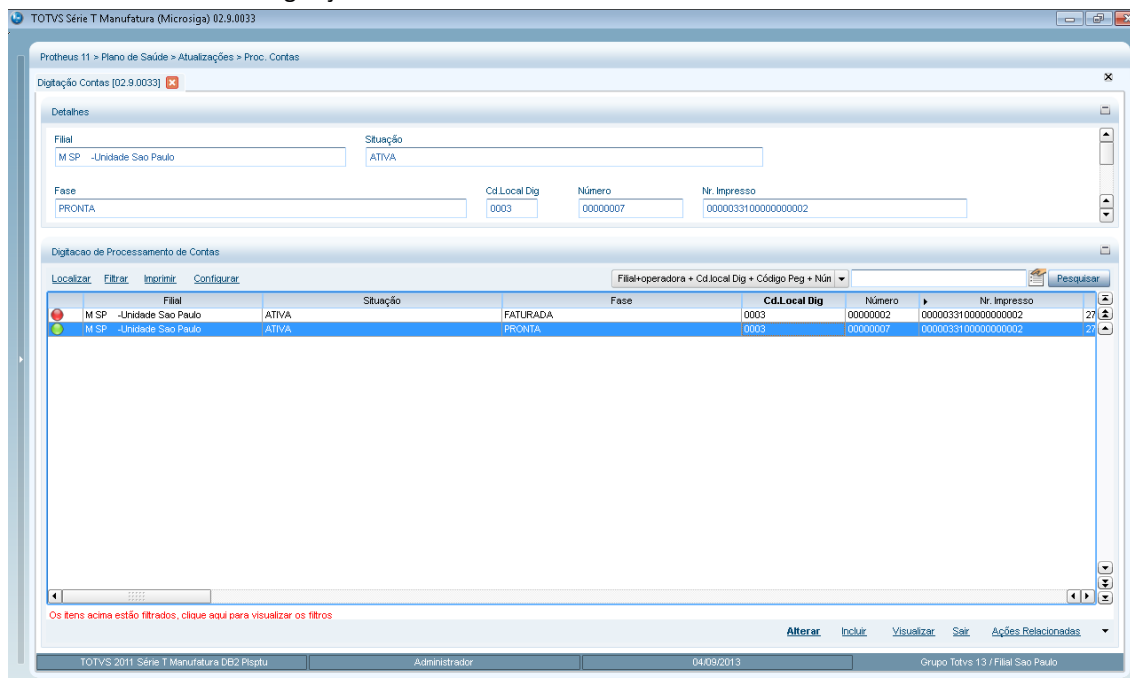 TOTVS Série T Manufatura (Microsiga) 02.9.0033
Protheus 11 > Plano de Saúde > Atualizações > Proc. Contas
Digitação Contas [02.9.0033]
Detalhes
Filial Situação
M SP -Unidade Sao Paulo ATIVA
Fase Cd.Local Dig Número Nr. Impresso
PRONTA 0003 00000007 0000033100000000002
Digitacao de Processamento de Contas
Localizar Filtrar Imprimir Configurar Filial+operadora + Cd.local Dig + Código Peg + Nún Pesquisar
Filial Situação Fase Cd.Local Dig Número Nr. Impresso
M SP -Unidade Sao Paulo ATIVA FATURADA 0003 00000002 0000033100000000002 27
M SP -Unidade Sao Paulo ATIVA PRONTA 0003 00000007 0000033100000000002 27
Os itens acima estão filtrados, clique aqui para visualizar os filtros
Alterar Incluir Visualizar Sair Ações Relacionadas
TOTVS 2011 Série T Manufatura DB2 Plsptu Administrador 04/09/2013 Grupo Totvs 13 / Filial Sao Paulo